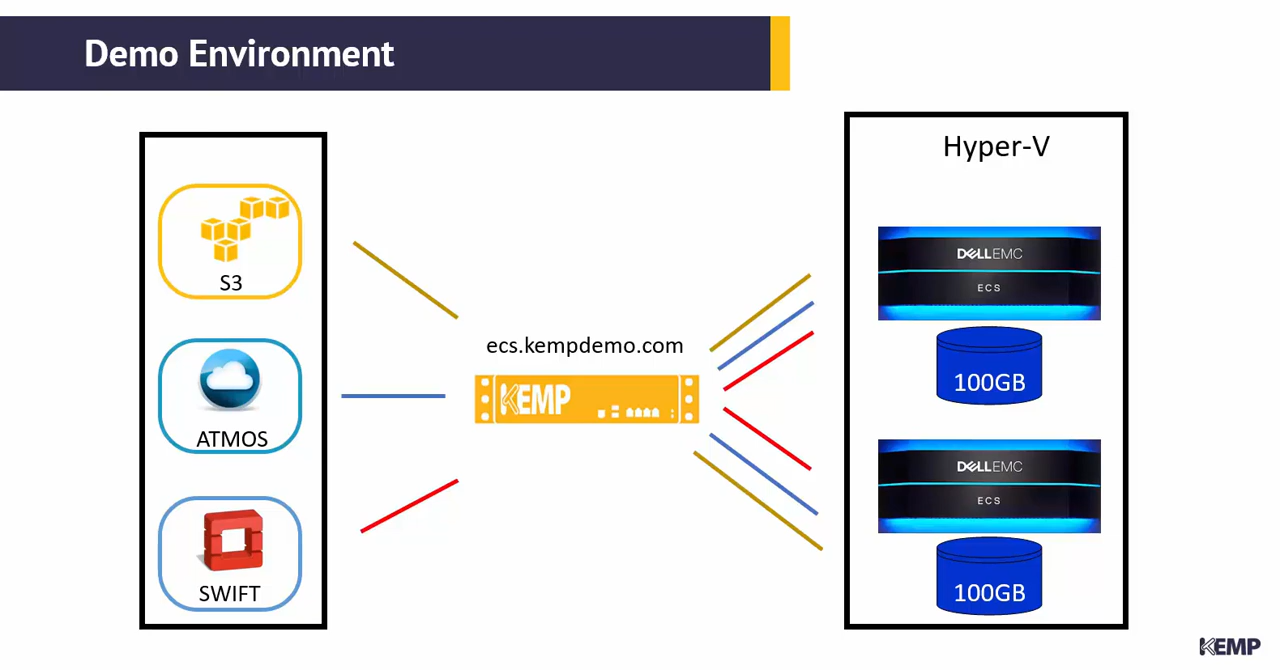 Demo Environment
S3
ATMOS
SWIFT
ecs.kempdemo.com
KEMP
Hyper-V
DELLEMC
ECS
100GB
DELLEMC
ECS
100GB
KEMP